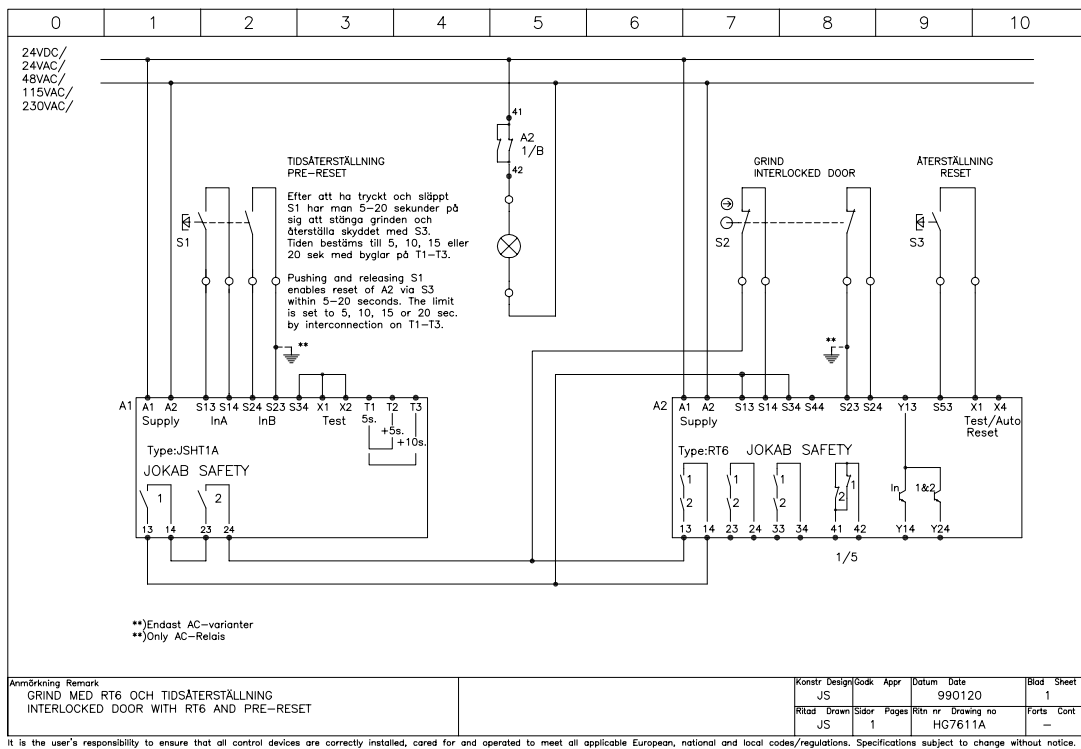 0 1 2 3 4 5 6 7 8 9 10
24VDC/
24VAC/
48VAC/
115VAC/
230VAC/
41
A2
1/B
42
TIDSÅTERSTÄLLNING
PRE-RESET
Efter att ha tryckt och släppt
S1 har man 5-20 sekunder på
sig att stänga grinden och
återställa skyddet med S3.
Tiden bestäms till 5, 10, 15 eller
20 sek med byglar på T1-T3.
Pushing and releasing S1
enables reset of A2 via S3
within 5-20 seconds. The limit
is set to 5, 10, 15 or 20 sec.
by interconnection on T1-T3.
S1
**
GRIND
INTERLOCKED DOOR
ÅTERSTÄLLNING
RESET
S2
S3
**
A1
A1 A2 S13 S14 S24 S23 S34 X1 X2 T1 T2 T3
Supply InA InB Test 5s.
+5s.
+10s.
Type:JSHT1A
JOKAB SAFETY
1 2
13 14 23 24
A2
A1 A2 S13 S14 S34 S44 S23 S24 Y13 S53 X1 X4
Supply Test/Auto
Reset
Type:RT6 JOKAB SAFETY
1 1 1 1
2 2 2 2
In 1&2
13 14 23 24 33 34 41 42 Y14 Y24
1/5
**)Endast AC-varianter
**)Only AC-Relais
Anmörkning Remark
GRIND MED RT6 OCH TIDSÅTERSTÄLLNING
INTERLOCKED DOOR WITH RT6 AND PRE-RESET
Konstr Design Godk Appr Datum Date Blad Sheet
JS 990120 1
Ritad Drawn Sidor Pages Ritn nr Drawing no Forts Cont
JS 1 HG7611A -
It is the user's responsibility to ensure that all control devices are correctly installed, cared for and operated to meet all applicable European, national and local codes/regulations. Specifications subject to change without notice.